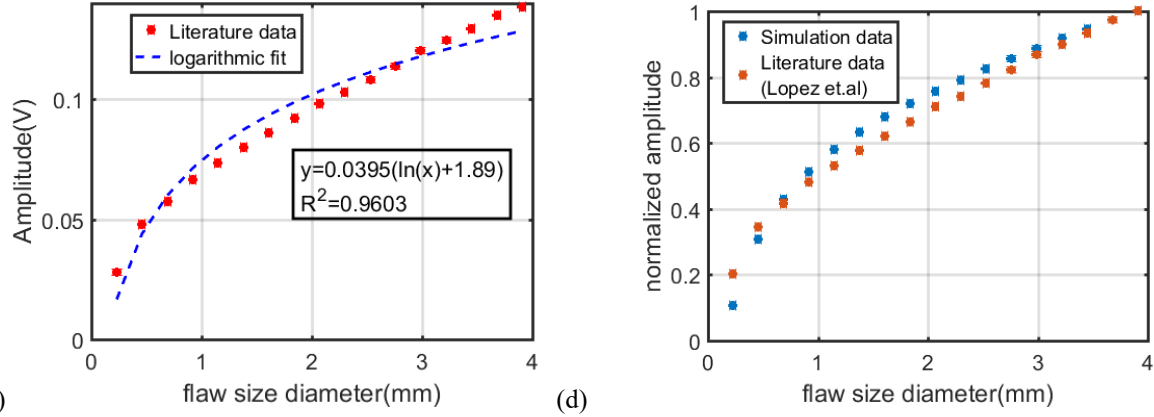 Literature data
logarithmic fit
y=0.0395(ln(x)+1.89)
R²=0.9603
0.1
0.05
0
0
1
2
3
4
Amplitude(V)
flaw size diameter(mm)
)
Simulation data
Literature data
(Lopez et.al)
1
0.8
0.6
0.4
0.2
0
0
1
2
3
4
normalized amplitude
flaw size diameter(mm)
(d)